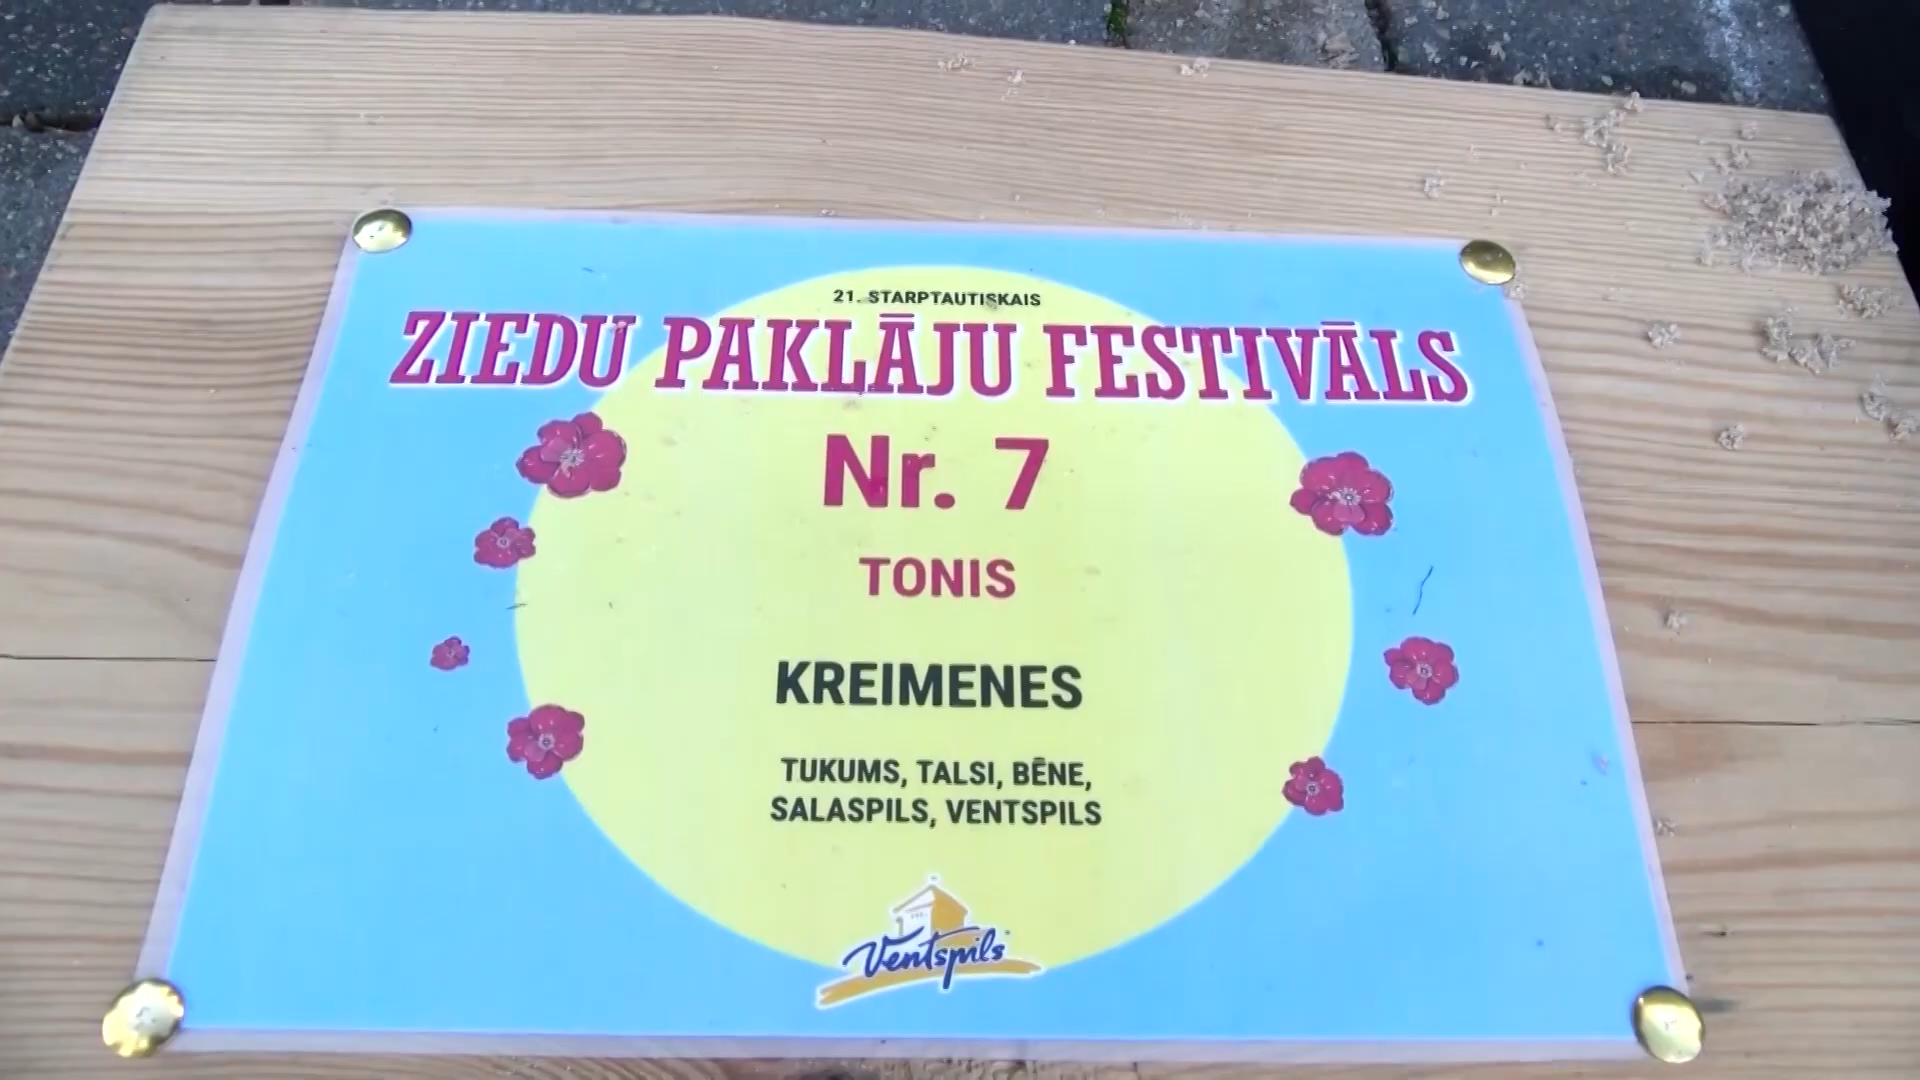 21. STARPTAUTISKAIS
ZIEDU PAKLĀJU FESTIVĀLS
Nr. 7
TONIS
KREIMENES
TUKUMS, TALSI, BĒNE,
SALASPILS, VENTSPILS
Ventspils